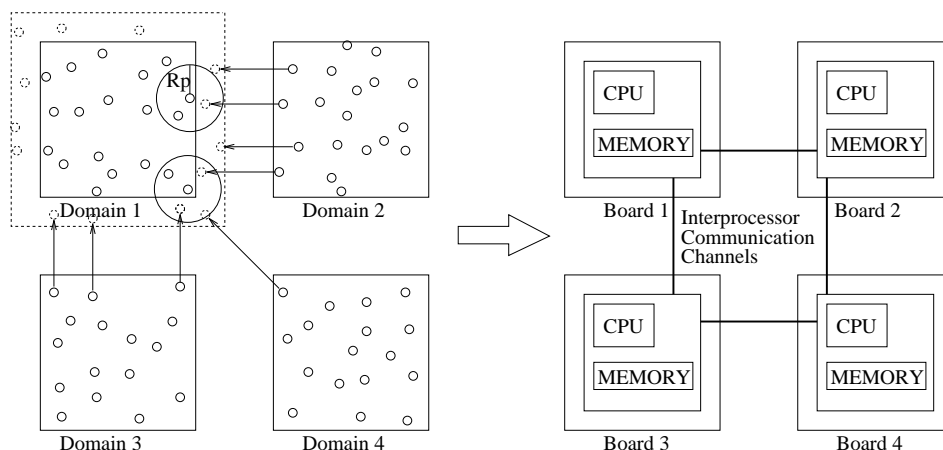 Rp
Domain 1
Domain 2
Domain 3
Domain 4
CPU
MEMORY
Board 1
CPU
MEMORY
Board 2
Interprocessor
Communication
Channels
CPU
MEMORY
Board 3
CPU
MEMORY
Board 4